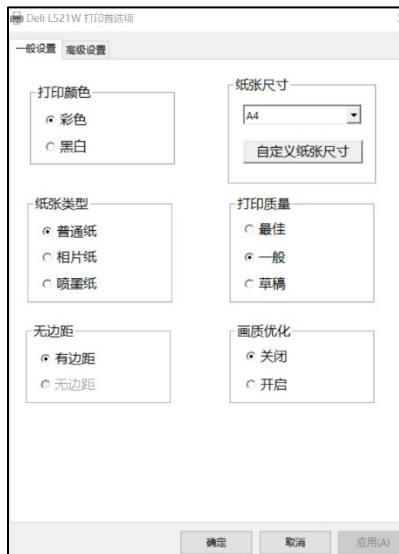 Deli L521W 打印首选项
一般设置 高级设置
打印颜色
彩色
黑白
纸张尺寸
A4
自定义纸张尺寸
纸张类型
普通纸
相片纸
喷墨纸
打印质量
最佳
一般
草稿
无边距
有边距
无边距
画质优化
关闭
开启
确定 取消 应用(A)